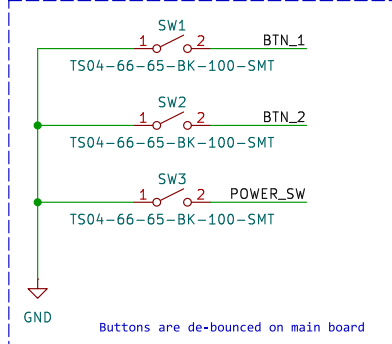 SW1
1 2 BTN_1
TS04-66-65-BK-100-SMT
SW2
1 2 BTN_2
TS04-66-65-BK-100-SMT
SW3
1 2 POWER_SW
TS04-66-65-BK-100-SMT
GND
Buttons are de-bounced on main board